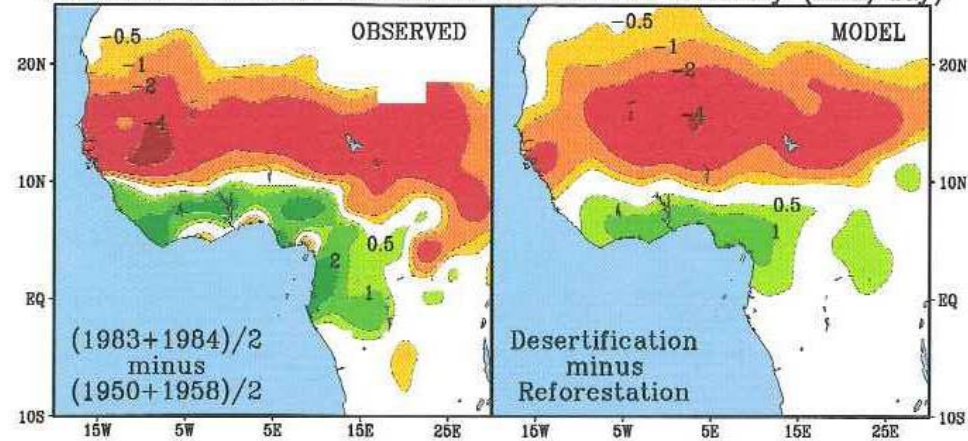 OBSERVED
MODEL
-0.5
-1
-2
-4
-0.5
-1
-2
-4
20N
10N
EQ
10S
20N
10N
EQ
10S
0.5
2
1
0.5
1
(1983+1984)/2
minus
(1950+1958)/2
Desertification
minus
Reforestation
15W
5W
5E
15E
25E
15W
5W
5E
15E
25E